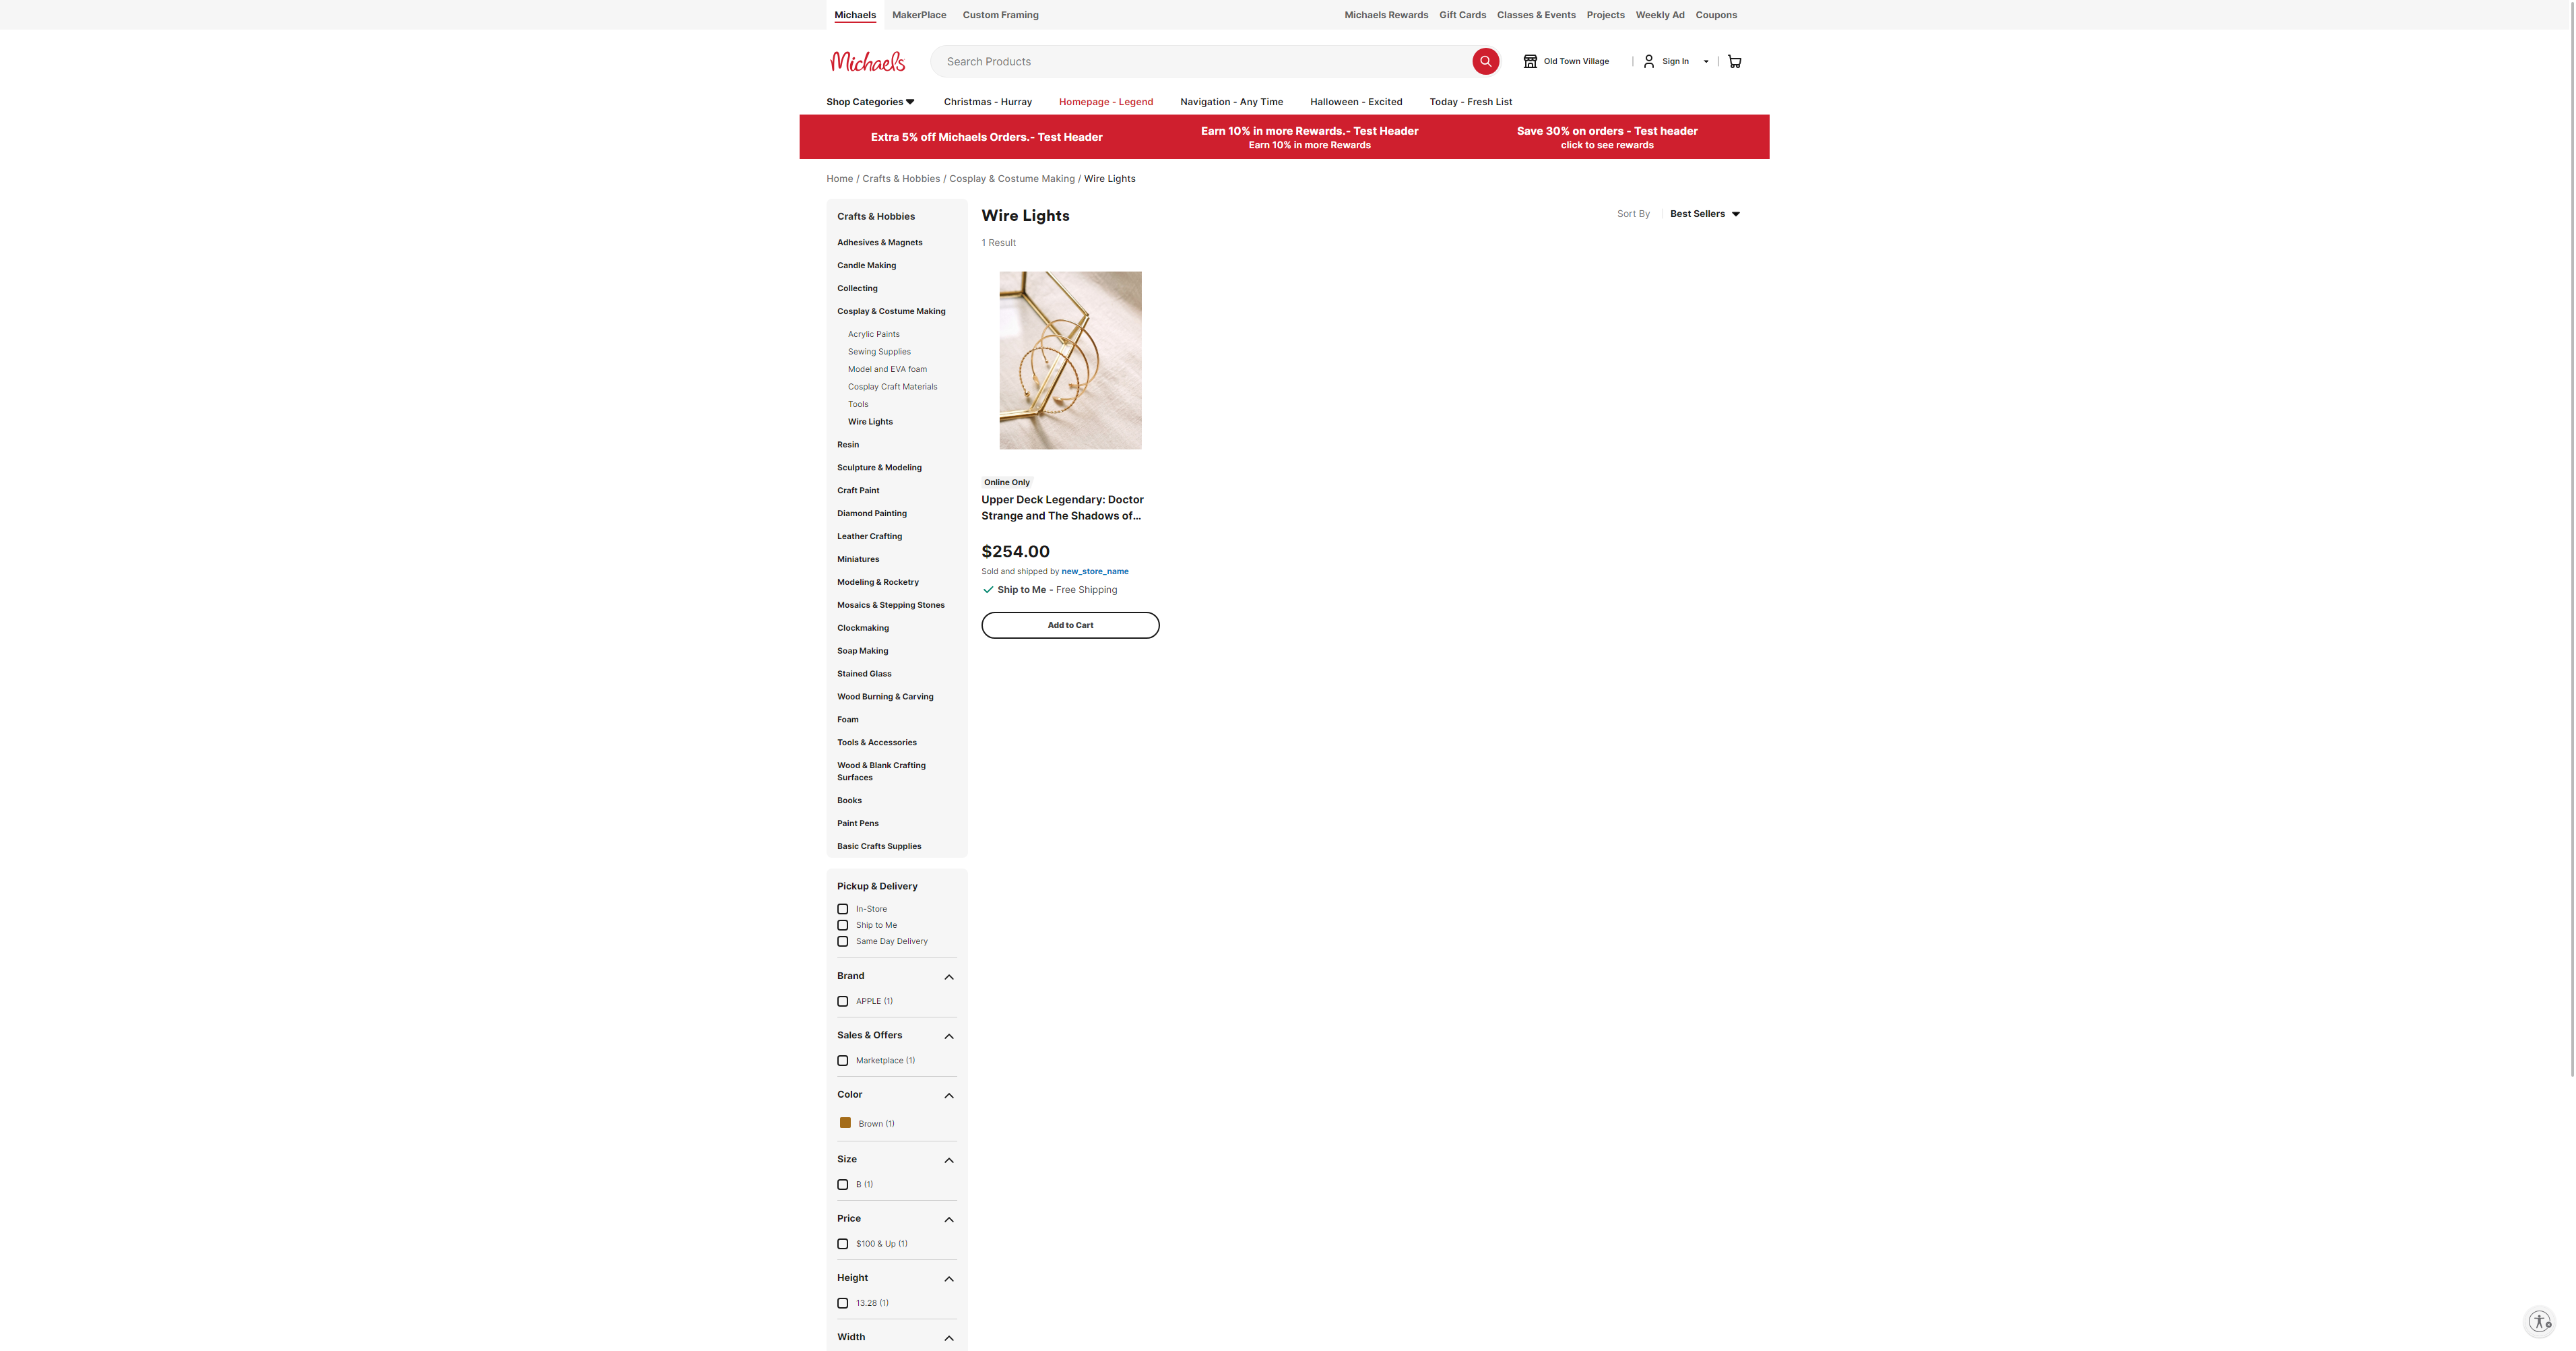 Michaels MakerPlace Custom Framing Michaels Rewards Gift Cards Classes & Events Projects Weekly Ad Coupons
Michaels Search Products Old Town Village | Sign In |
Shop Categories Christmas - Hurray Homepage - Legend Navigation - Any Time Halloween - Excited Today - Fresh List
Extra 5% off Michaels Orders.- Test Header
Earn 10% in more Rewards.- Test Header
Earn 10% in more Rewards
Save 30% on orders - Test header
click to see rewards
Home / Crafts & Hobbies / Cosplay & Costume Making / Wire Lights
Crafts & Hobbies
Adhesives & Magnets
Candle Making
Collecting
Cosplay & Costume Making
Acrylic Paints
Sewing Supplies
Model and EVA foam
Cosplay Craft Materials
Tools
Wire Lights
Resin
Sculpture & Modeling
Craft Paint
Diamond Painting
Leather Crafting
Miniatures
Modeling & Rocketry
Mosaics & Stepping Stones
Clockmaking
Soap Making
Stained Glass
Wood Burning & Carving
Foam
Tools & Accessories
Wood & Blank Crafting
Surfaces
Books
Paint Pens
Basic Crafts Supplies
Pickup & Delivery
In-Store
Ship to Me
Same Day Delivery
Brand
APPLE (1)
Sales & Offers
Marketplace (1)
Color
Brown (1)
Size
B (1)
Price
$100 & Up (1)
Height
13.28 (1)
Width
Wire Lights
Sort By Best Sellers
1 Result
Online Only
Upper Deck Legendary: Doctor
Strange and The Shadows of...
$254.00
Sold and shipped by new_store_name
Ship to Me - Free Shipping
Add to Cart